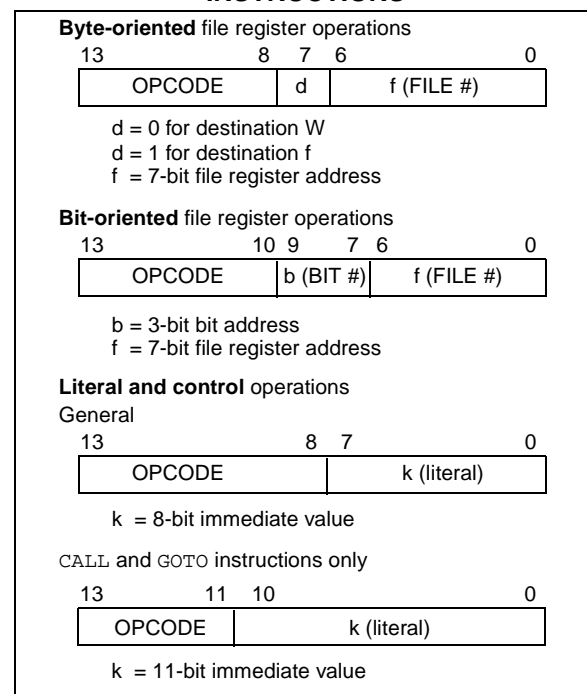 INSTRUCTIONS
Byte-oriented file register operations
13 8 7 6 0
OPCODE d f (FILE #)
d = 0 for destination W
d = 1 for destination f
f = 7-bit file register address
Bit-oriented file register operations
13 10 9 7 6 0
OPCODE b (BIT #) f (FILE #)
b = 3-bit bit address
f = 7-bit file register address
Literal and control operations
General
13 8 7 0
OPCODE k (literal)
k = 8-bit immediate value
CALL and GOTO instructions only
13 11 10 0
OPCODE k (literal)
k = 11-bit immediate value